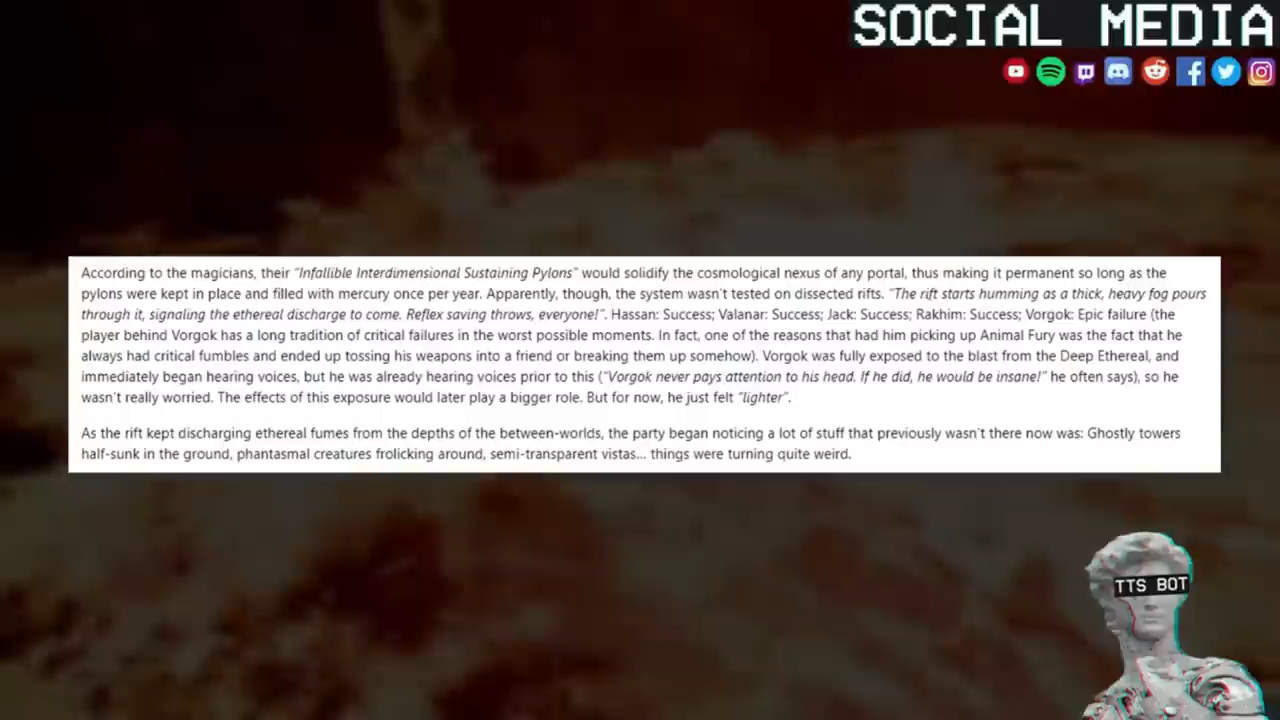 SOCIAL MEDIA
According to the magicians, their “Infallible Interdimensional Sustaining Pylons” would solidify the cosmological nexus of any portal, thus making it permanent so long as the
pylons were kept in place and filled with mercury once per year. Apparently, though, the system wasn't tested on dissected rifts. “The rift starts humming as a thick, heavy fog pours
through it, signaling the ethereal discharge to come. Reflex saving throws, everyone!”. Hassan: Success; Valanar: Success; Jack: Success; Rakhim: Success; Vorgok: Epic failure (the
player behind Vorgok has a long tradition of critical failures in the worst possible moments. In fact, one of the reasons that had him picking up Animal Fury was the fact that he
always had critical fumbles and ended up tossing his weapons into a friend or breaking them up somehow). Vorgok was fully exposed to the blast from the Deep Ethereal, and
immediately began hearing voices, but he was already hearing voices prior to this (“Vorgok never pays attention to his head. If he did, he would be insane!” he often says), so he
wasn't really worried. The effects of this exposure would later play a bigger role. But for now, he just felt “lighter”.
As the rift kept discharging ethereal fumes from the depths of the between-worlds, the party began noticing a lot of stuff that previously wasn't there now was: Ghostly towers
half-sunk in the ground, phantasmal creatures frolicking around, semi-transparent vistas... things were turning quite weird.
TTS BOT